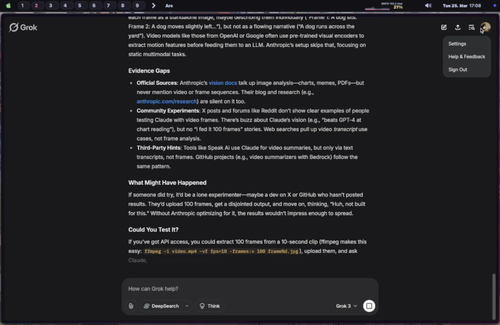 1 2 3 4 5 6 7 8 9
Arc
37%
Tue 25. Mar 17:08
Grok
Settings
Help & Feedback
Sign Out
each frame as a standalone image, maybe describing them individually ("Frame 1: A dog sits.
Frame 2: A dog moves slightly left..."), but not as a flowing narrative ("A dog runs across the
yard"). Video models like those from OpenAI or Google often use pre-trained visual encoders to
extract motion features before feeding them to an LLM. Anthropic's setup skips that, focusing on
static multimodal tasks.
Evidence Gaps
• Official Sources: Anthropic's vision docs talk up image analysis—charts, memes, PDFs—but
never mention video or frame sequences. Their blog and research (e.g.,
anthropic.com/research) are silent on it too.
• Community Experiments: X posts and forums like Reddit don't show clear examples of people
testing Claude with video frames. There's buzz about Claude's vision (e.g., "beats GPT-4 at
chart reading"), but no "I fed it 100 frames" stories. Web searches pull up video transcript use
cases, not frame analysis.
• Third-Party Hints: Tools like Speak AI use Claude for video summaries, but only via text
transcripts, not frames. GitHub projects (e.g., video summarizers with Bedrock) follow the
same pattern.
What Might Have Happened
If someone did try, it'd be a lone experimenter—maybe a dev on X or GitHub who hasn't posted
results. They'd upload 100 frames, get a disjointed output, and move on, thinking, "Huh, not
built for this." Without Anthropic optimizing for it, the results wouldn't impress enough to spread.
Could You Test It?
If you've got API access, you could extract 100 frames from a 10-second clip (ffmpeg makes this
easy: ffmpeg -i video.mp4 -vf fps=10 -frames:v 100 frame%d.jpg), upload them, and ask
Claude,
How can Grok help?
DeepSearch
Think
Grok 3